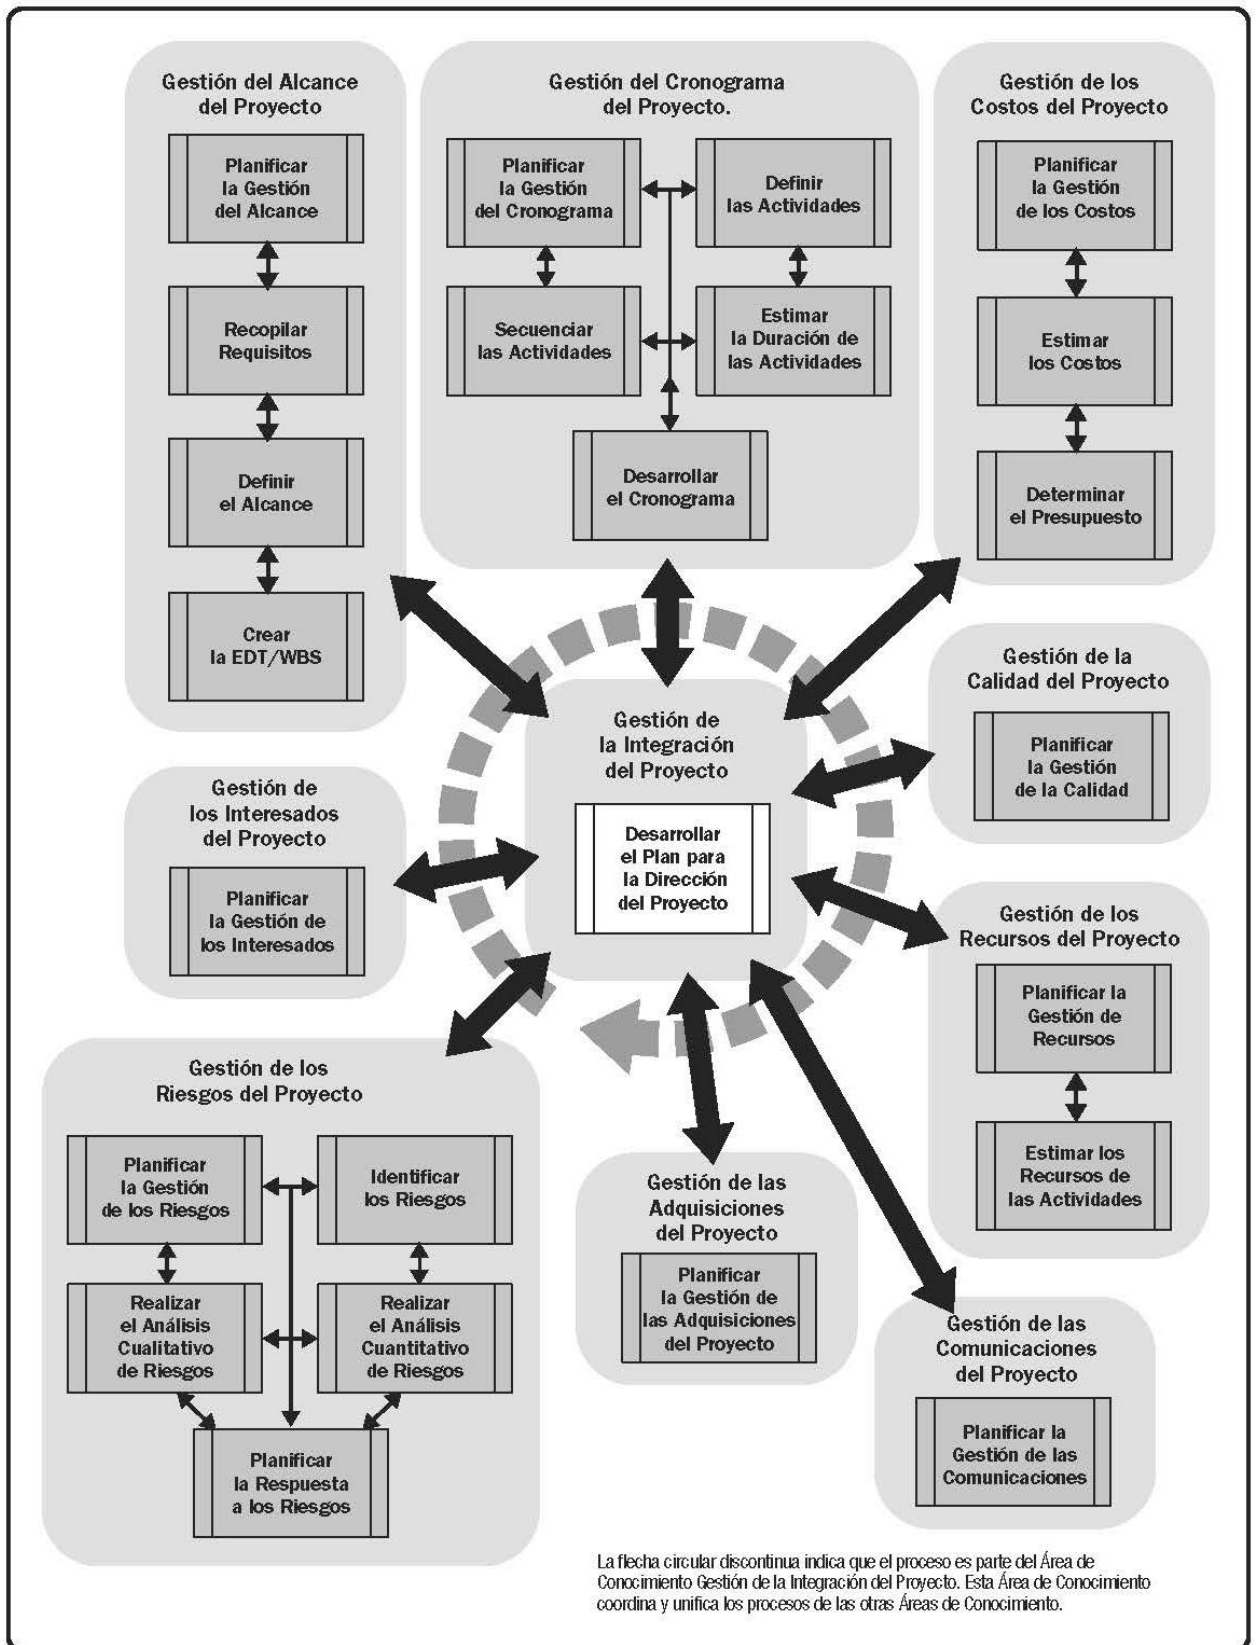 Gestión del Alcance
del Proyecto
Planificar
la Gestión
del Alcance
Recopilar
Requisitos
Definir
el Alcance
Crear
la EDT/WBS
Gestión del Cronograma
del Proyecto.
Planificar
la Gestión
del Cronograma
Definir
las Actividades
Secuenciar
las Actividades
Estimar
la Duración de
las Actividades
Desarrollar
el Cronograma
Gestión de los
Costos del Proyecto
Planificar
la Gestión
de los Costos
Estimar
los Costos
Determinar
el Presupuesto
Gestión de la
Calidad del Proyecto
Planificar
la Gestión
de la Calidad
Gestión de
la Integración
del Proyecto
Desarrollar
el Plan para
la Dirección
del Proyecto
Gestión de
los Interesados
del Proyecto
Planificar
la Gestión de
los Interesados
Gestión de los
Recursos del Proyecto
Planificar la
Gestión de
Recursos
Estimar los
Recursos de
las Actividades
Gestión de los
Riesgos del Proyecto
Planificar
la Gestión
de los Riesgos
Identificar
los Riesgos
Realizar
el Análisis
Cualitativo
de Riesgos
Realizar
el Análisis
Cuantitativo
de Riesgos
Planificar
la Respuesta
a los Riesgos
Gestión de las
Adquisiciones
del Proyecto
Planificar
la Gestión de
las Adquisiciones
del Proyecto
Gestión de las
Comunicaciones
del Proyecto
Planificar la
Gestión de las
Comunicaciones
La flecha circular discontinua indica que el proceso es parte del Área de
Conocimiento Gestión de la Integración del Proyecto. Esta Área de Conocimiento
coordina y unifica los procesos de las otras Áreas de Conocimiento.